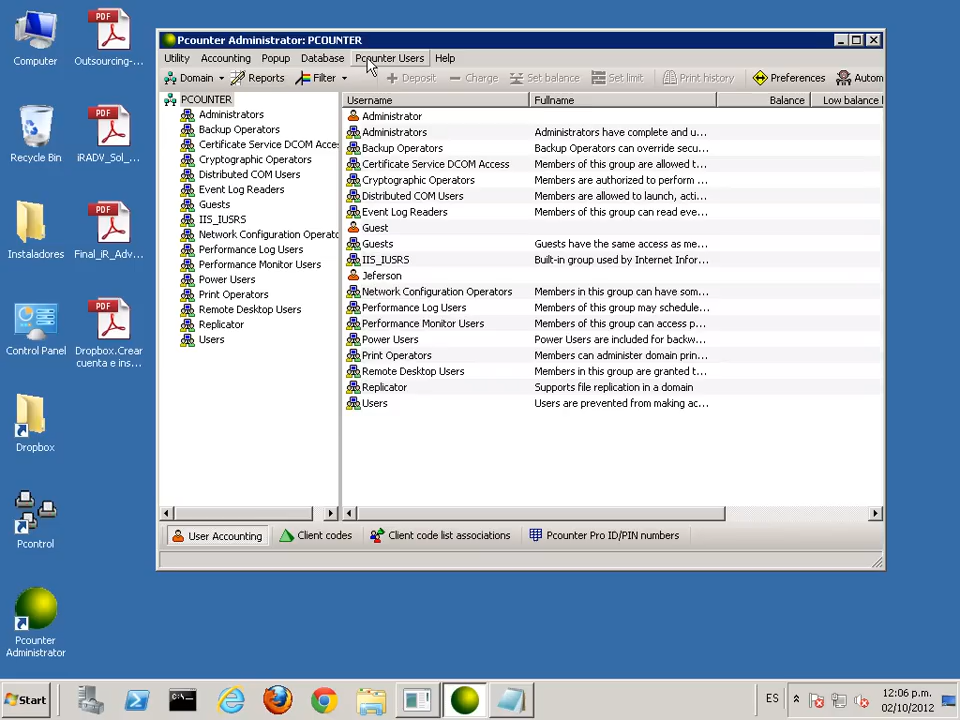 Computer
Outsourcing-...
Recycle Bin
iRADV_Sol_...
Instaladores
Final_iR_Adv...
Control Panel
Dropbox.Crear
cuenta e ins...
Dropbox
Pcontrol
Pcounter
Administrator
Pcounter Administrator: PCOUNTER
Utility Accounting Popup Database Pcounter Users Help
Domain Reports Filter Deposit Charge Set balance Set limit Print history Preferences Autom
PCOUNTER
Administrators
Backup Operators
Certificate Service DCOM Acce
Cryptographic Operators
Distributed COM Users
Event Log Readers
Guests
IIS_IUSRS
Network Configuration Operato
Performance Log Users
Performance Monitor Users
Power Users
Print Operators
Remote Desktop Users
Replicator
Users
Username Fullname Balance Low balance l
Administrator
Administrators Administrators have complete and u...
Backup Operators Backup Operators can override secu...
Certificate Service DCOM Access Members of this group are allowed t...
Cryptographic Operators Members are authorized to perform ...
Distributed COM Users Members are allowed to launch, acti...
Event Log Readers Members of this group can read eve...
Guest
Guests Guests have the same access as me...
IIS_IUSRS Built-in group used by Internet Infor...
Jeferson
Network Configuration Operators Members in this group can have som...
Performance Log Users Members of this group may schedule...
Performance Monitor Users Members of this group can access p...
Power Users Power Users are included for backw...
Print Operators Members can administer domain prin...
Remote Desktop Users Members in this group are granted t...
Replicator Supports file replication in a domain
Users Users are prevented from making ac...
User Accounting Client codes Client code list associations Pcounter Pro ID/PIN numbers
Start
ES
12:06 p.m.
02/10/2012